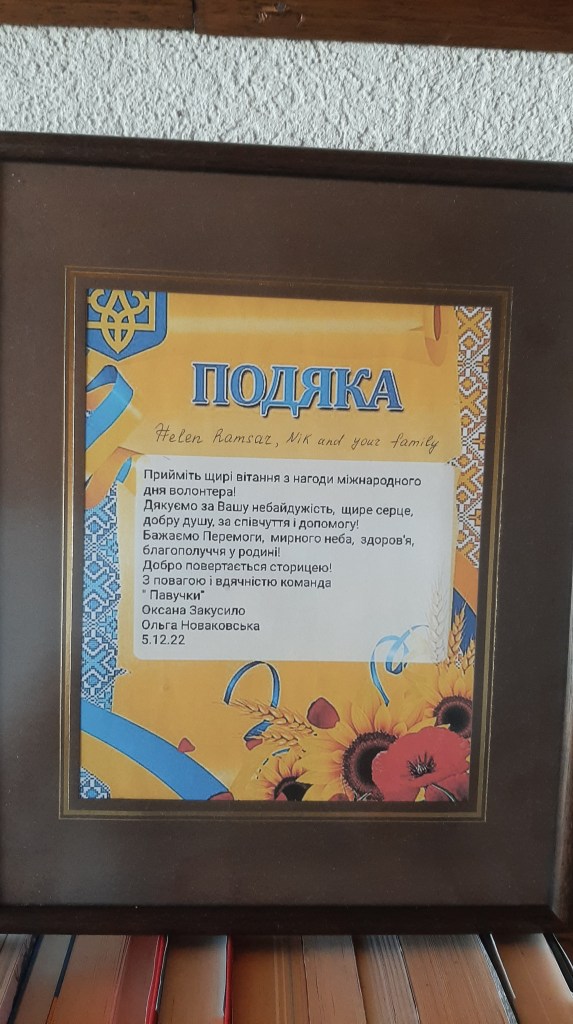 ПОДЯКА
Helen Ramsaz, Nik and your family
Прийміть щирі вітання з нагоди міжнародного
дня волонтера!
Дякуємо за Вашу небайдужість, щире серце,
добру душу, за співчуття і допомогу!
Бажаємо Перемоги, мирного неба, здоров'я,
благополуччя у родині!
Добро повертається сторицею!
З повагою і вдячністю команда
" Павучки"
Оксана Закусило
Ольга Новаковська
5.12.22